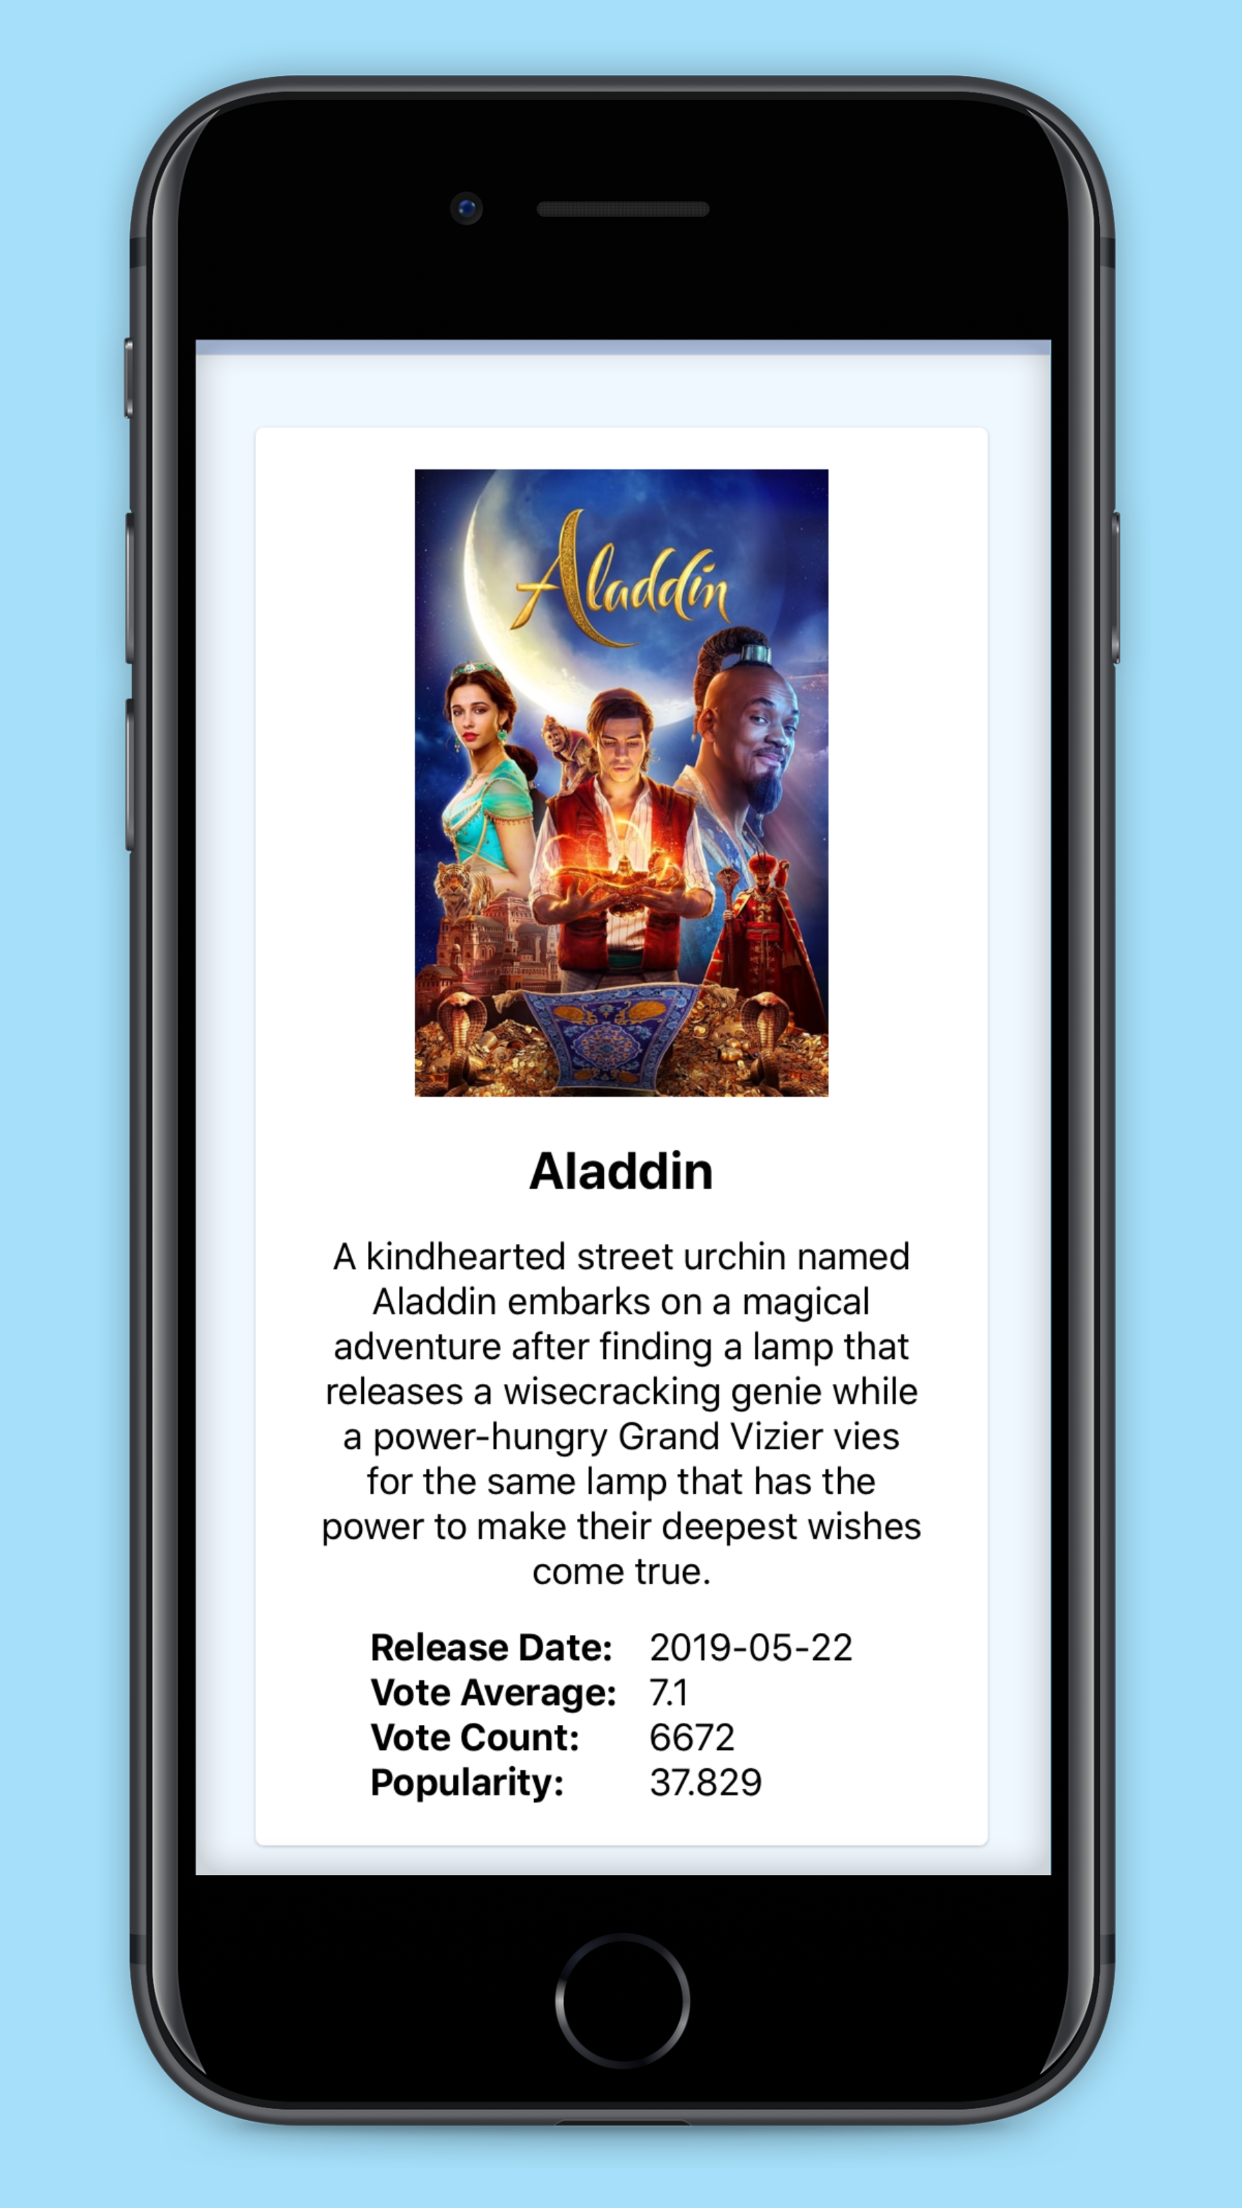 Aladdin
Aladdin
A kindhearted street urchin named
Aladdin embarks on a magical
adventure after finding a lamp that
releases a wisecracking genie while
a power-hungry Grand Vizier vies
for the same lamp that has the
power to make their deepest wishes
come true.
Release Date: 2019-05-22
Vote Average: 7.1
Vote Count: 6672
Popularity: 37.829